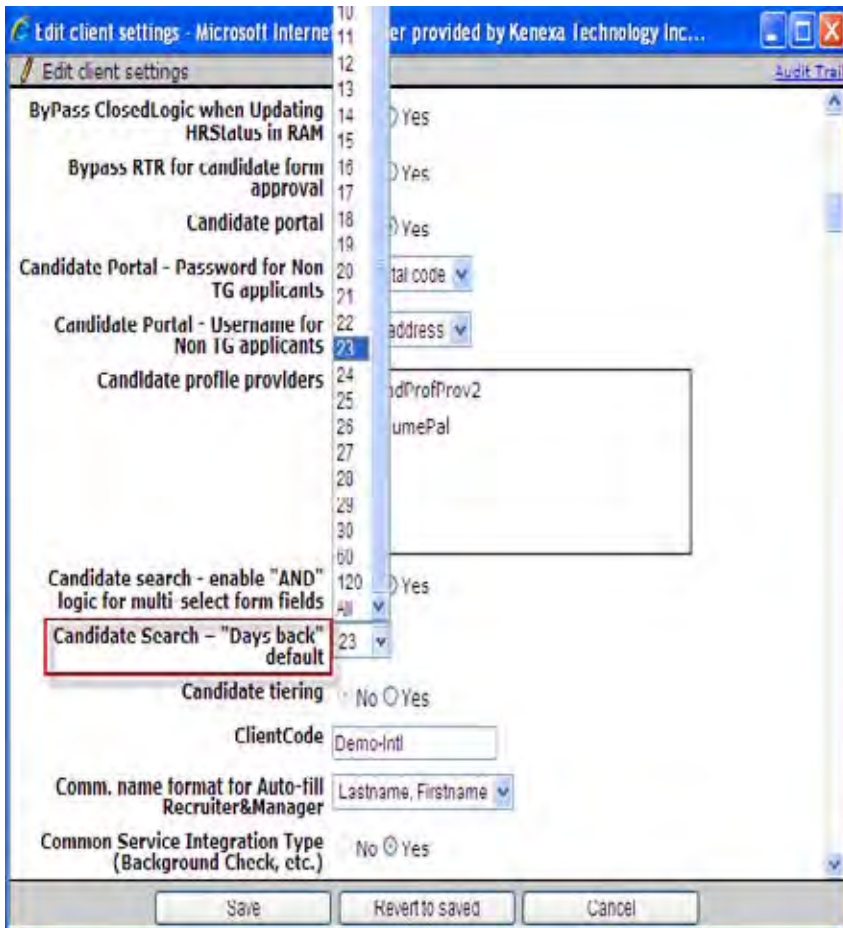 Edit client settings - Microsoft Interne er provided by Kenexa Technology Inc...
Edit client settings
Audit Trail
10
11
12
13
14
15
16
17
18
19
20
21
22
23
24
25
26
27
28
29
30
60
120
All
ByPass ClosedLogic when Updating
HRStatus in RAM
Yes
Bypass RTR for candidate form
approval
Yes
Candidate portal
Yes
Candidate Portal - Password for Non
TG applicants
tal code
Candidate Portal - Username for
Non TG applicants
address
Candidate profile providers
ndProfProv2
umePal
Candidate search - enable "AND"
logic for multi select form fields
Yes
Candidate Search – "Days back"
default
23
Candidate tiering
No Yes
ClientCode
Demo-Intl
Comm. name format for Auto-fill
Recruiter&Manager
Lastname, Firstname
Common Service Integration Type
(Background Check, etc.)
No Yes
Save
Revert to saved
Cancel